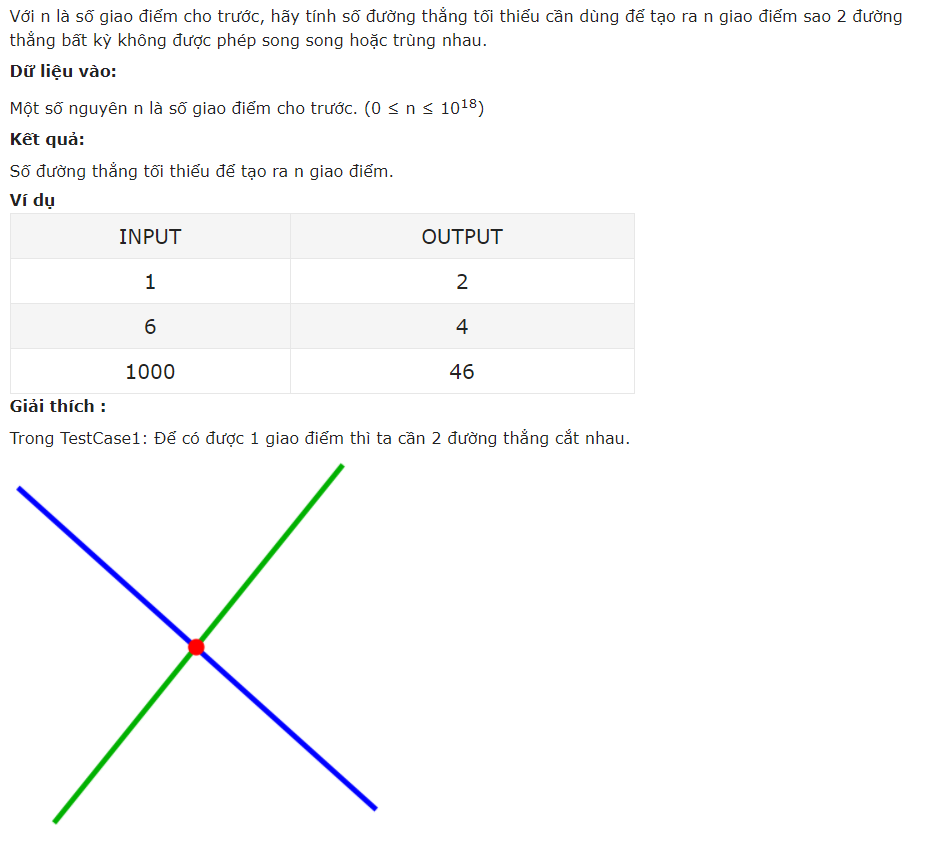 Với n là số giao điểm cho trước, hãy tính số đường thẳng tối thiếu cần dùng để tạo ra n giao điểm sao 2 đường
thẳng bất kỳ không được phép song song hoặc trùng nhau.
Dữ liệu vào:
Một số nguyên n là số giao điểm cho trước. (0 ≤ n ≤ 10^18)
Kết quả:
Số đường thẳng tối thiểu để tạo ra n giao điểm.
Ví dụ
INPUT OUTPUT
1 2
6 4
1000 46
Giải thích :
Trong TestCase1: Để có được 1 giao điểm thì ta cần 2 đường thẳng cắt nhau.